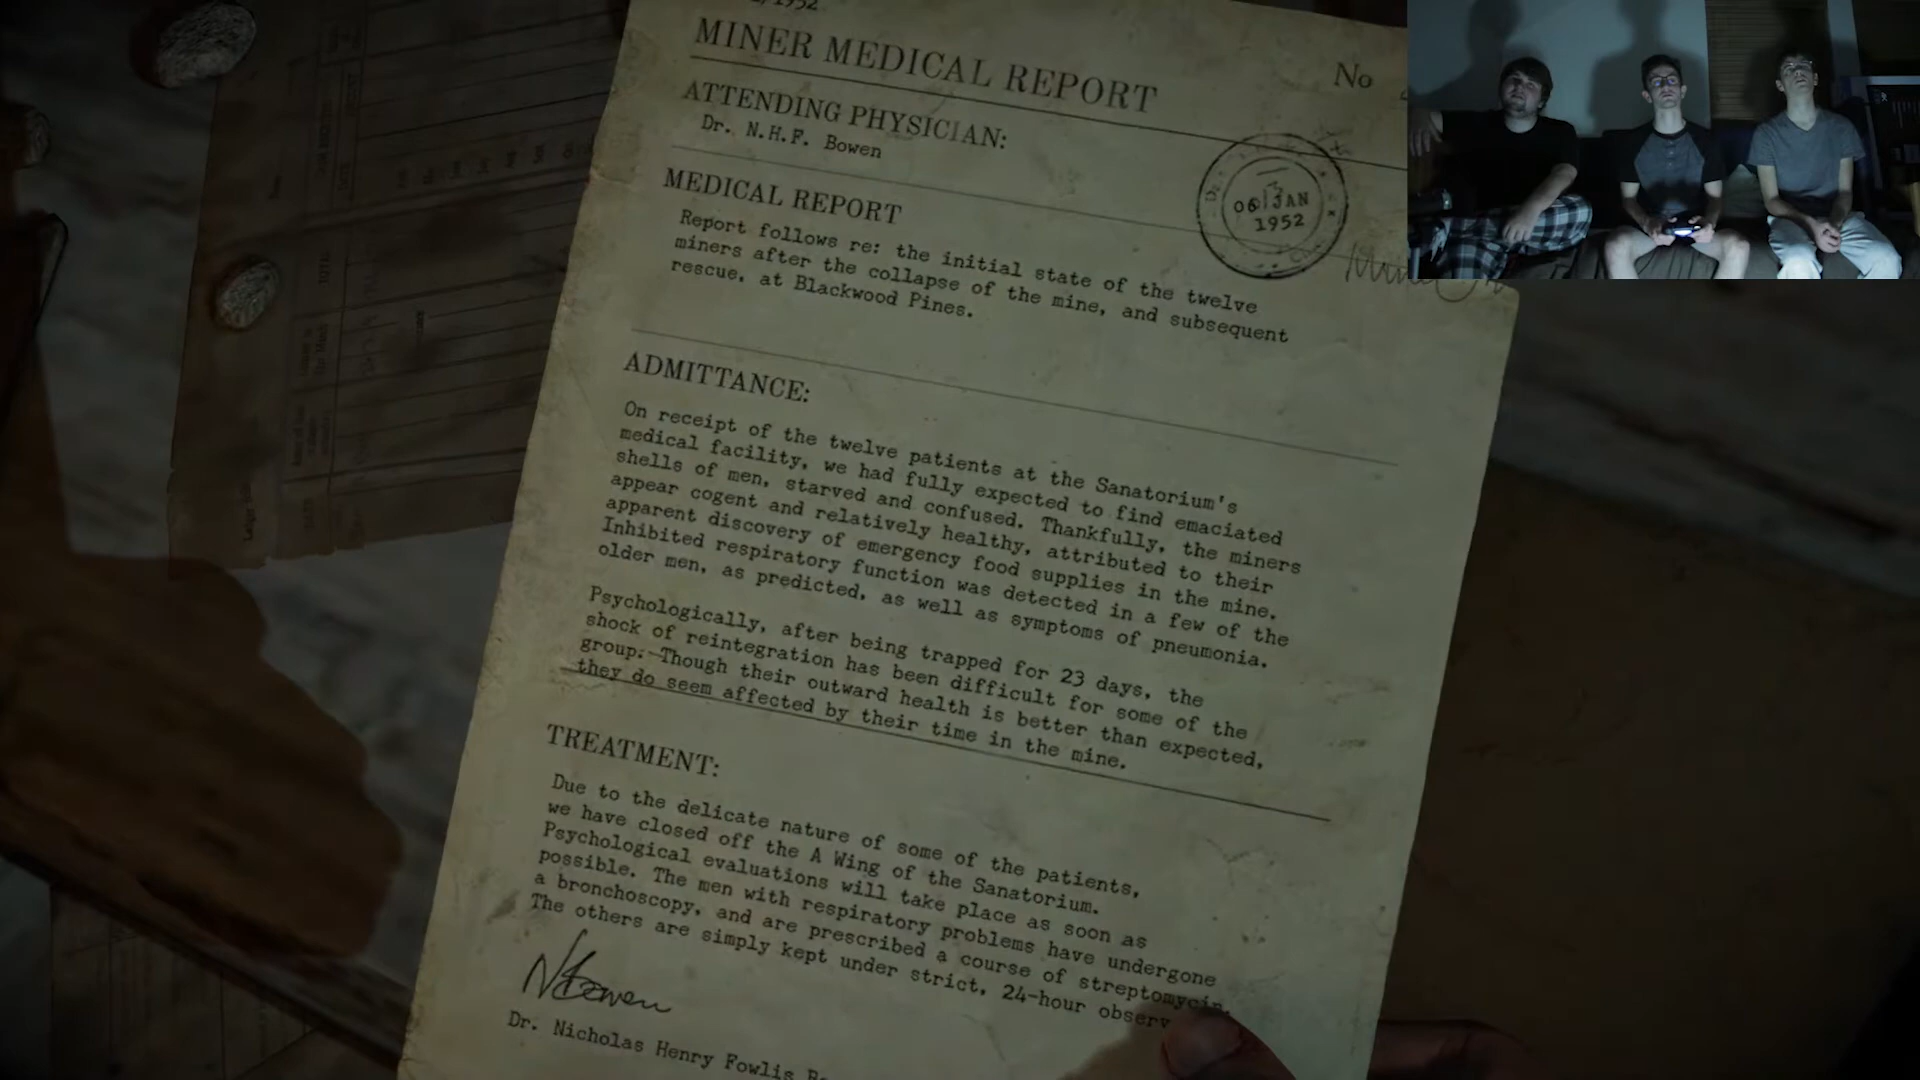 /1952
MINER MEDICAL REPORT
No
ATTENDING PHYSICIAN:
Dr. N.H.F. Bowen
06 JAN
1952
MEDICAL REPORT
Report follows re: the initial state of the twelve
miners after the collapse of the mine, and subsequent
rescue, at Blackwood Pines.
ADMITTANCE:
On receipt of the twelve patients at the Sanatorium's
medical facility, we had fully expected to find emaciated
shells of men, starved and confused. Thankfully, the miners
appear cogent and relatively healthy, attributed to their
apparent discovery of emergency food supplies in the mine.
Inhibited respiratory function was detected in a few of the
older men, as predicted, as well as symptoms of pneumonia.
Psychologically, after being trapped for 23 days, the
shock of reintegration has been difficult for some of the
group. Though their outward health is better than expected,
they do seem affected by their time in the mine.
TREATMENT:
Due to the delicate nature of some of the patients,
we have closed off the A Wing of the Sanatorium.
Psychological evaluations will take place as soon as
possible. The men with respiratory problems have undergone
a bronchoscopy, and are prescribed a course of streptomycin.
The others are simply kept under strict, 24-hour observ
NBowen
Dr. Nicholas Henry Fowlis